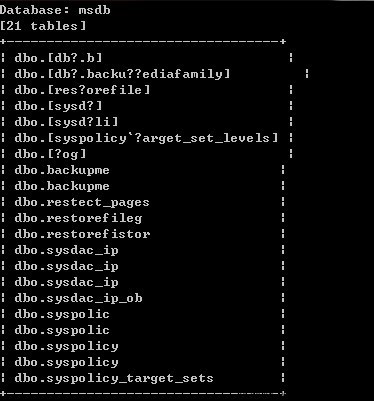 Database: msdb
[21 tables]
+----------------------------------+
¦ dbo.[db?.b] ¦
¦ dbo.[db?.backu??ediafamily] ¦
¦ dbo.[res?orefile] ¦
¦ dbo.[sysd?] ¦
¦ dbo.[sysd?li] ¦
¦ dbo.[syspolicy`?arget_set_levels] ¦
¦ dbo.[?og] ¦
¦ dbo.backupme ¦
¦ dbo.backupme ¦
¦ dbo.restect_pages ¦
¦ dbo.restorefileg ¦
¦ dbo.restorefistor ¦
¦ dbo.sysdac_ip ¦
¦ dbo.sysdac_ip ¦
¦ dbo.sysdac_ip ¦
¦ dbo.sysdac_ip_ob ¦
¦ dbo.syspolic ¦
¦ dbo.syspolic ¦
¦ dbo.syspolicy ¦
¦ dbo.syspolicy ¦
¦ dbo.syspolicy_target_sets ¦
+----------------------------------+